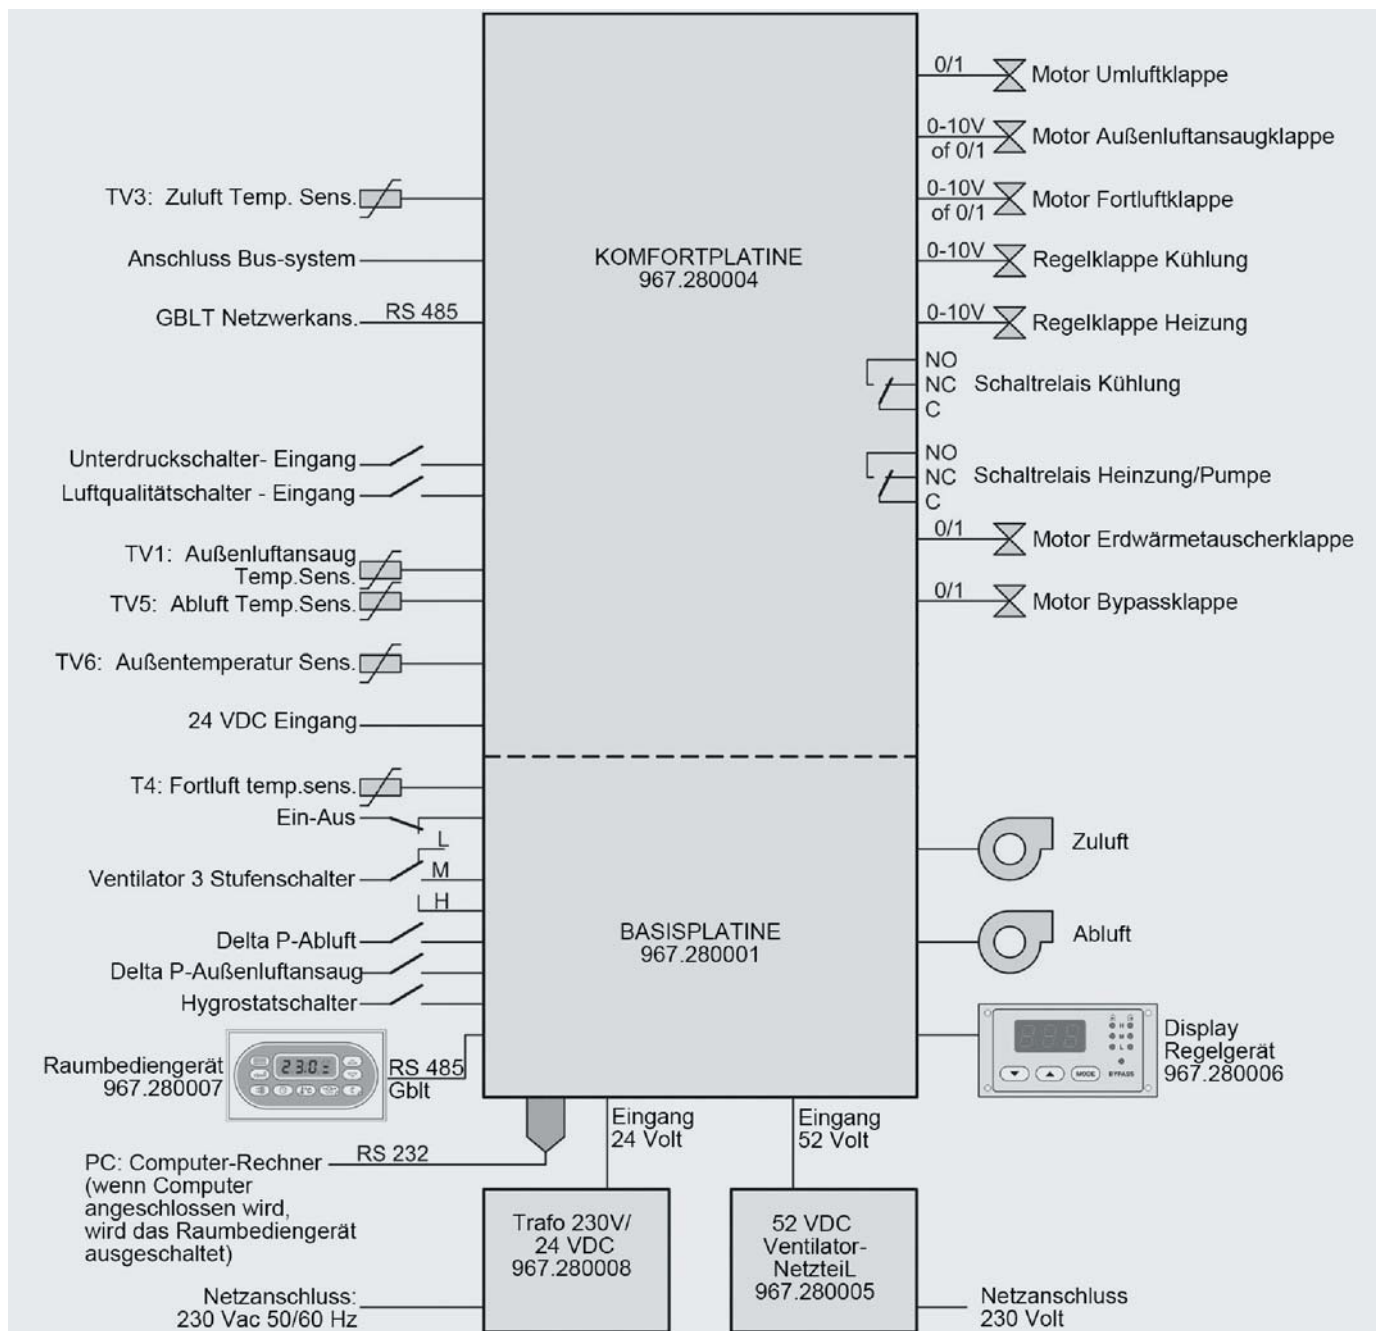 0/1
Motor Umluftklappe
0-10V
of 0/1
Motor Außenluftansaugklappe
TV3: Zuluft Temp. Sens.
0-10V
of 0/1
Motor Fortluftklappe
Anschluss Bus-system
KOMFORTPLATINE
967.280004
0-10V
Regelklappe Kühlung
GBLT Netzwerkans.
RS 485
0-10V
Regelklappe Heizung
NO
NC
C
Schaltrelais Kühlung
Unterdruckschalter- Eingang
Luftqualitätschalter - Eingang
NO
NC
C
Schaltrelais Heinzung/Pumpe
TV1: Außenluftansaug
Temp.Sens.
0/1
Motor Erdwärmetauscherklappe
TV5: Abluft Temp.Sens.
0/1
Motor Bypassklappe
TV6: Außentemperatur Sens.
24 VDC Eingang
T4: Fortluft temp.sens.
Ein-Aus
L
Ventilator 3 Stufenschalter
M
H
Zuluft
BASISPLATINE
967.280001
Delta P-Abluft
Abluft
Delta P-Außenluftansaug
Hygrostatschalter
Raumbediengerät
967.280007
23.0
RS 485
Gblt
H
M
L
MODE
BYPASS
Display
Regelgerät
967.280006
Eingang
24 Volt
Eingang
52 Volt
PC: Computer-Rechner
(wenn Computer
angeschlossen wird,
wird das Raumbediengerät
ausgeschaltet)
RS 232
Trafo 230V/
24 VDC
967.280008
52 VDC
Ventilator-
NetzteiL
967.280005
Netzanschluss:
230 Vac 50/60 Hz
Netzanschluss
230 Volt